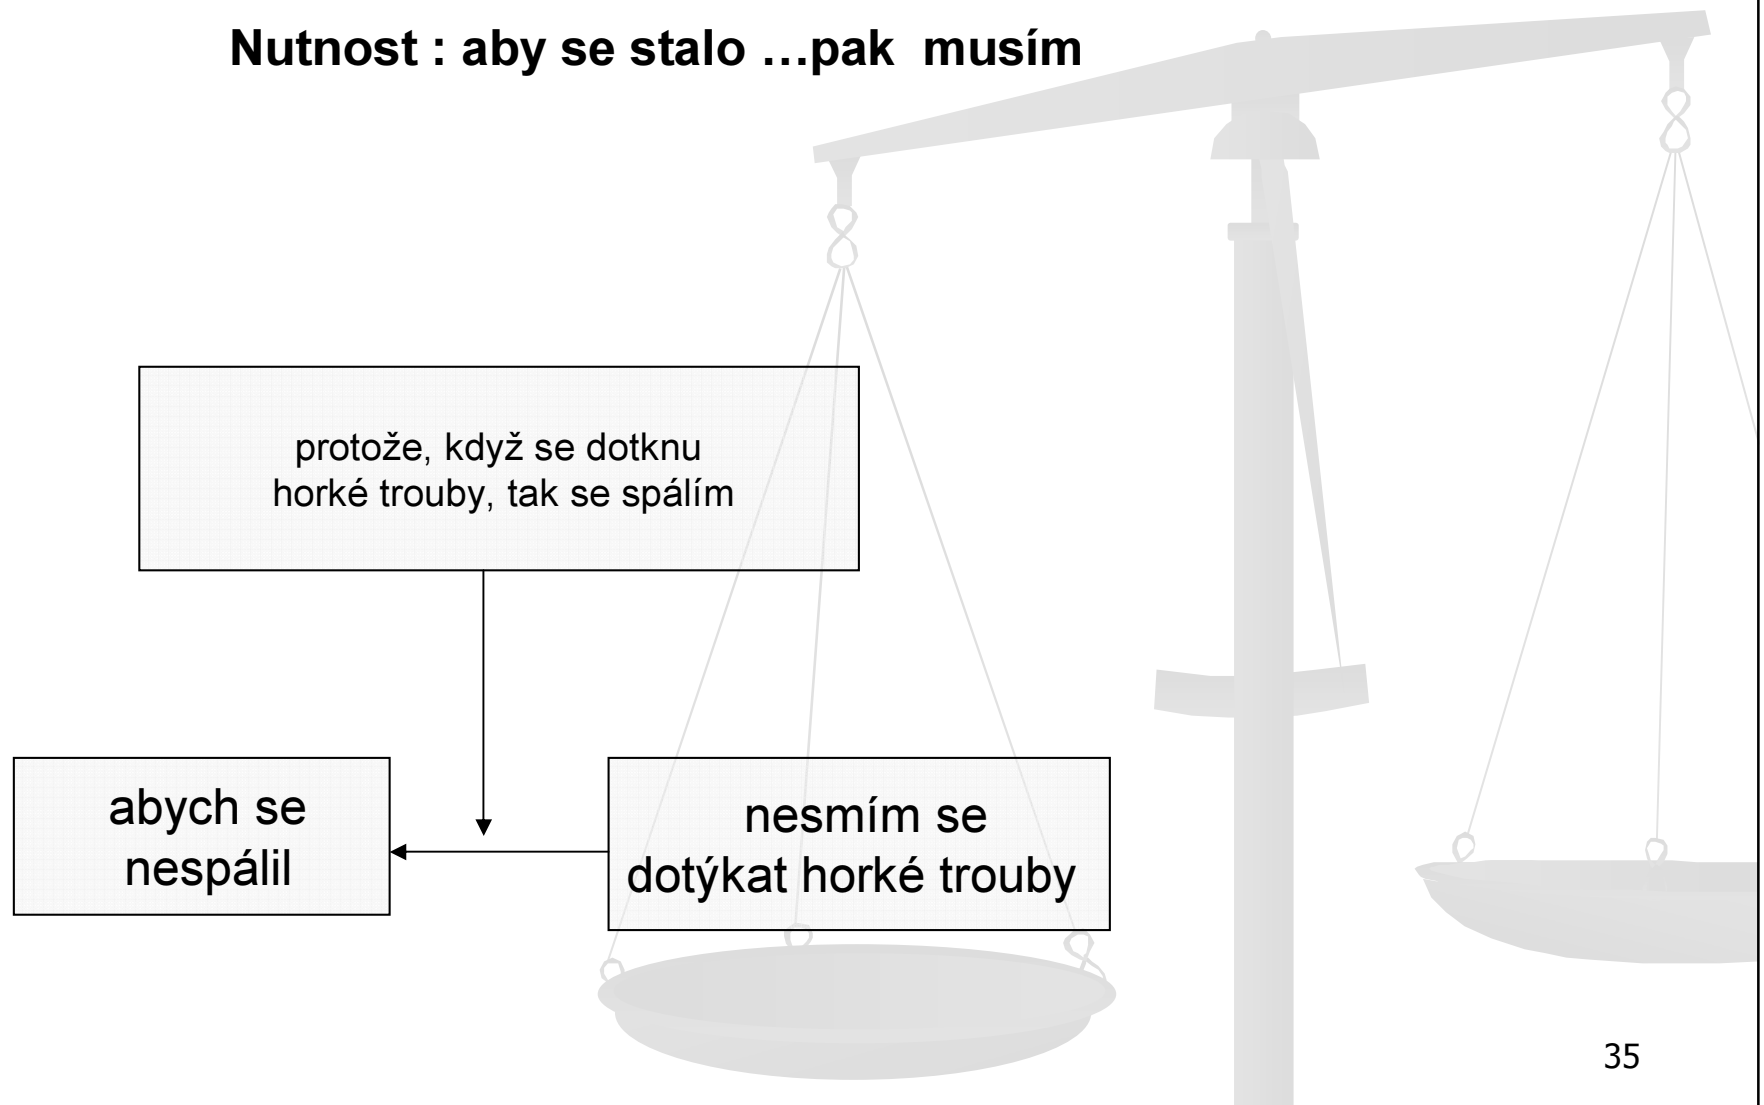 Nutnost : aby se stalo …pak  musím
protože, když se dotknu
horké trouby, tak se spálím
abych se
nespálil
nesmím se
dotýkat horké trouby
35